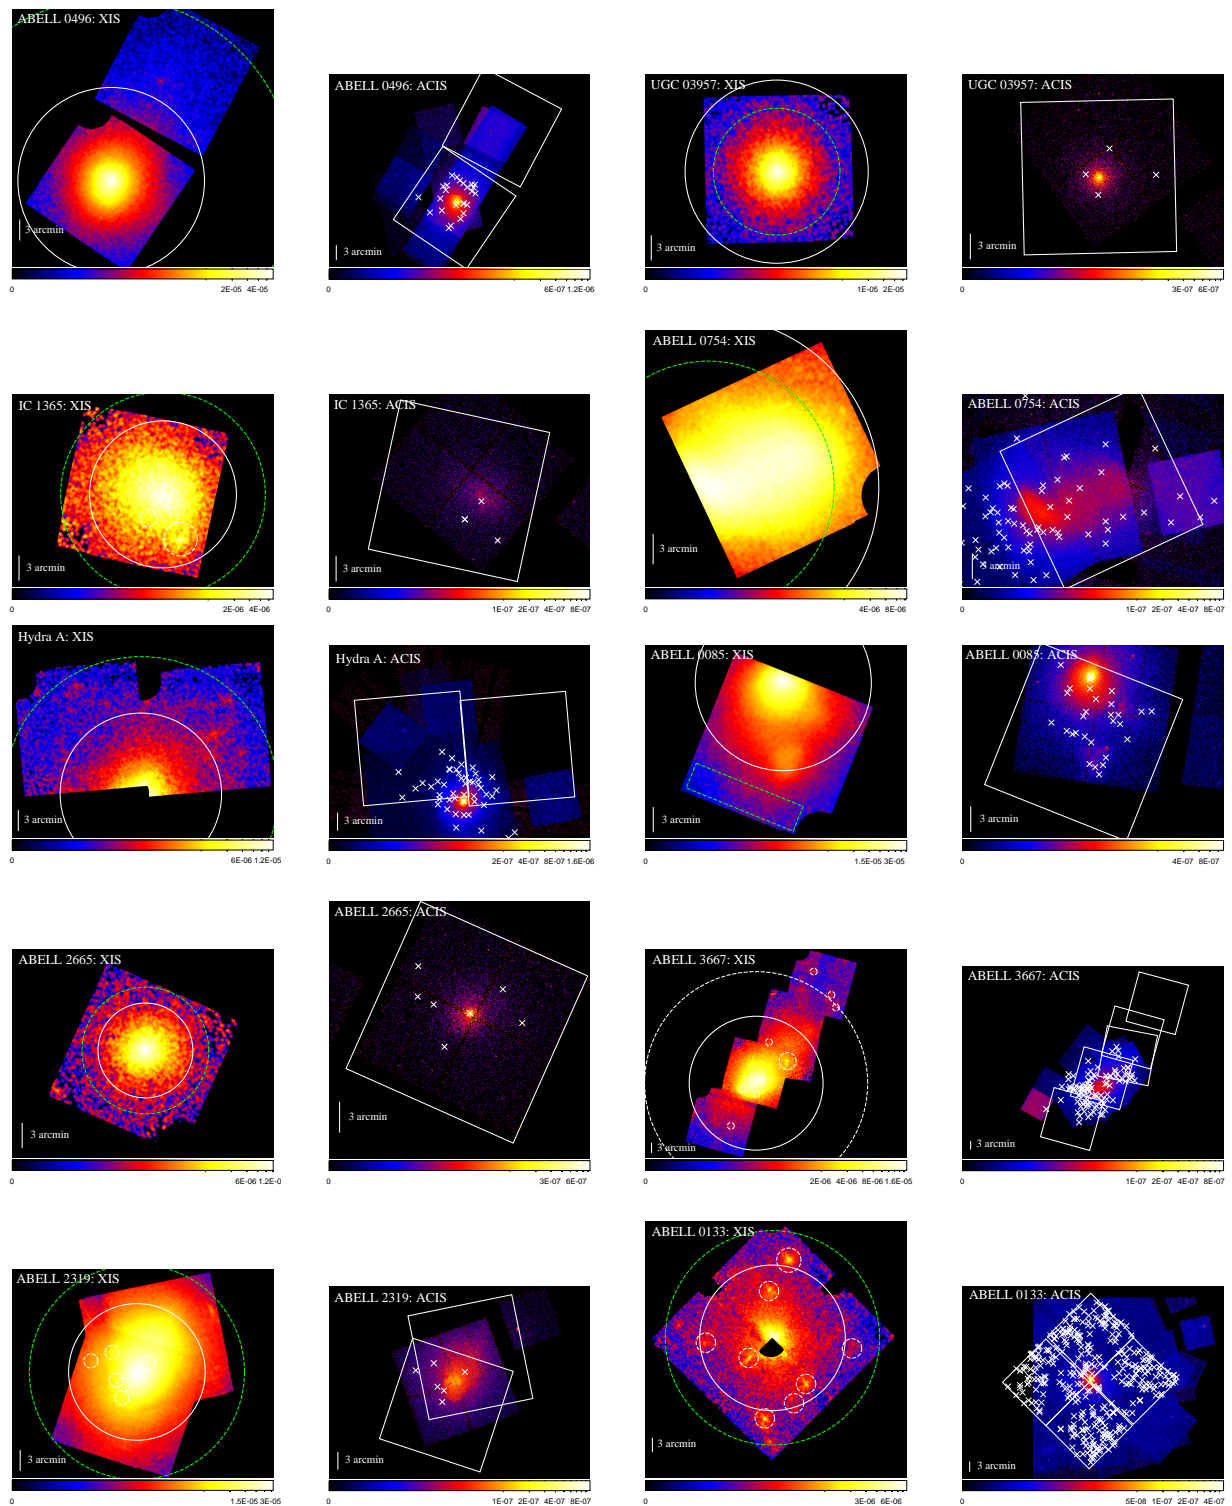 ABELL 0496: XIS
3 arcmin
0 2E-05 4E-05
ABELL 0496: ACIS
3 arcmin
0 6E-07 1.2E-06
UGC 03957: XIS
3 arcmin
0 1E-05 2E-05
UGC 03957: ACIS
3 arcmin
0 3E-07 6E-07
IC 1365: XIS
3 arcmin
0 2E-06 4E-06
IC 1365: ACIS
3 arcmin
0 1E-07 2E-07 4E-07 8E-07
ABELL 0754: XIS
3 arcmin
0 4E-06 8E-06
ABELL 0754: ACIS
3 arcmin
0 1E-07 2E-07 4E-07 8E-07
Hydra A: XIS
3 arcmin
0 6E-06 1.2E-05
Hydra A: ACIS
3 arcmin
0 2E-07 4E-07 8E-07 1.6E-06
ABELL 0085: XIS
3 arcmin
0 1.5E-05 3E-05
ABELL 0085: ACIS
3 arcmin
0 4E-07 8E-07
ABELL 2665: XIS
3 arcmin
0 6E-06
ABELL 2665: ACIS
3 arcmin
0 3E-07 6E-07
ABELL 3667: XIS
3 arcmin
0 2E-06 4E-06 8E-06 1.6E-05
ABELL 3667: ACIS
3 arcmin
0 1E-07 2E-07 4E-07 8E-07
ABELL 2319: XIS
3 arcmin
0 1.5E-05 3E-05
ABELL 2319: ACIS
3 arcmin
0 1E-07 2E-07 4E-07 8E-07
ABELL 0133: XIS
3 arcmin
0 3E-06 6E-06
ABELL 0133: ACIS
3 arcmin
0 5E-08 1E-07 2E-07